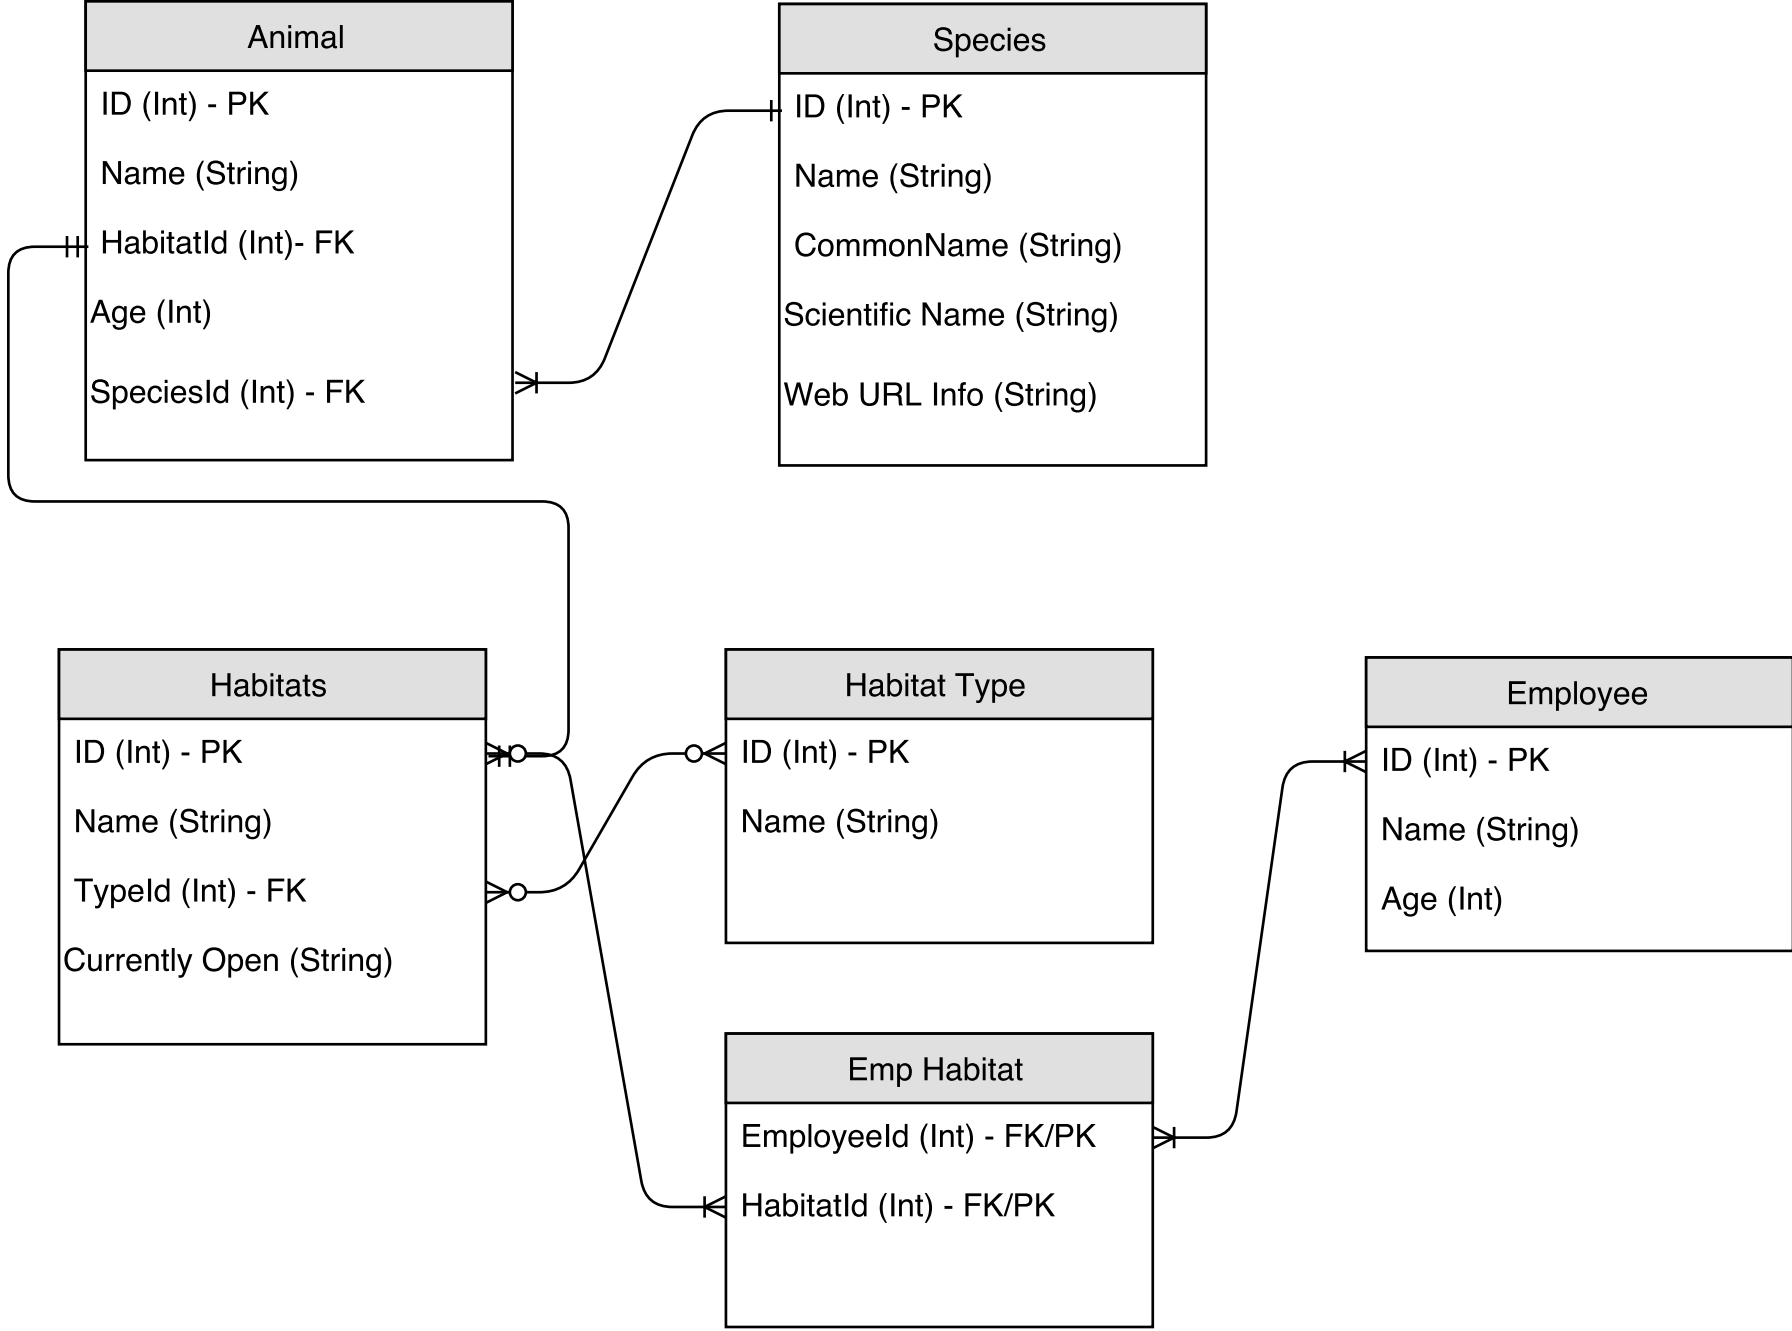 Animal
ID (Int) - PK
Name (String)
HabitatId (Int)- FK
Age (Int)
SpeciesId (Int) - FK
Species
ID (Int) - PK
Name (String)
CommonName (String)
Scientific Name (String)
Web URL Info (String)
Habitats
ID (Int) - PK
Name (String)
TypeId (Int) - FK
Currently Open (String)
Habitat Type
ID (Int) - PK
Name (String)
Employee
ID (Int) - PK
Name (String)
Age (Int)
Emp Habitat
EmployeeId (Int) - FK/PK
HabitatId (Int) - FK/PK